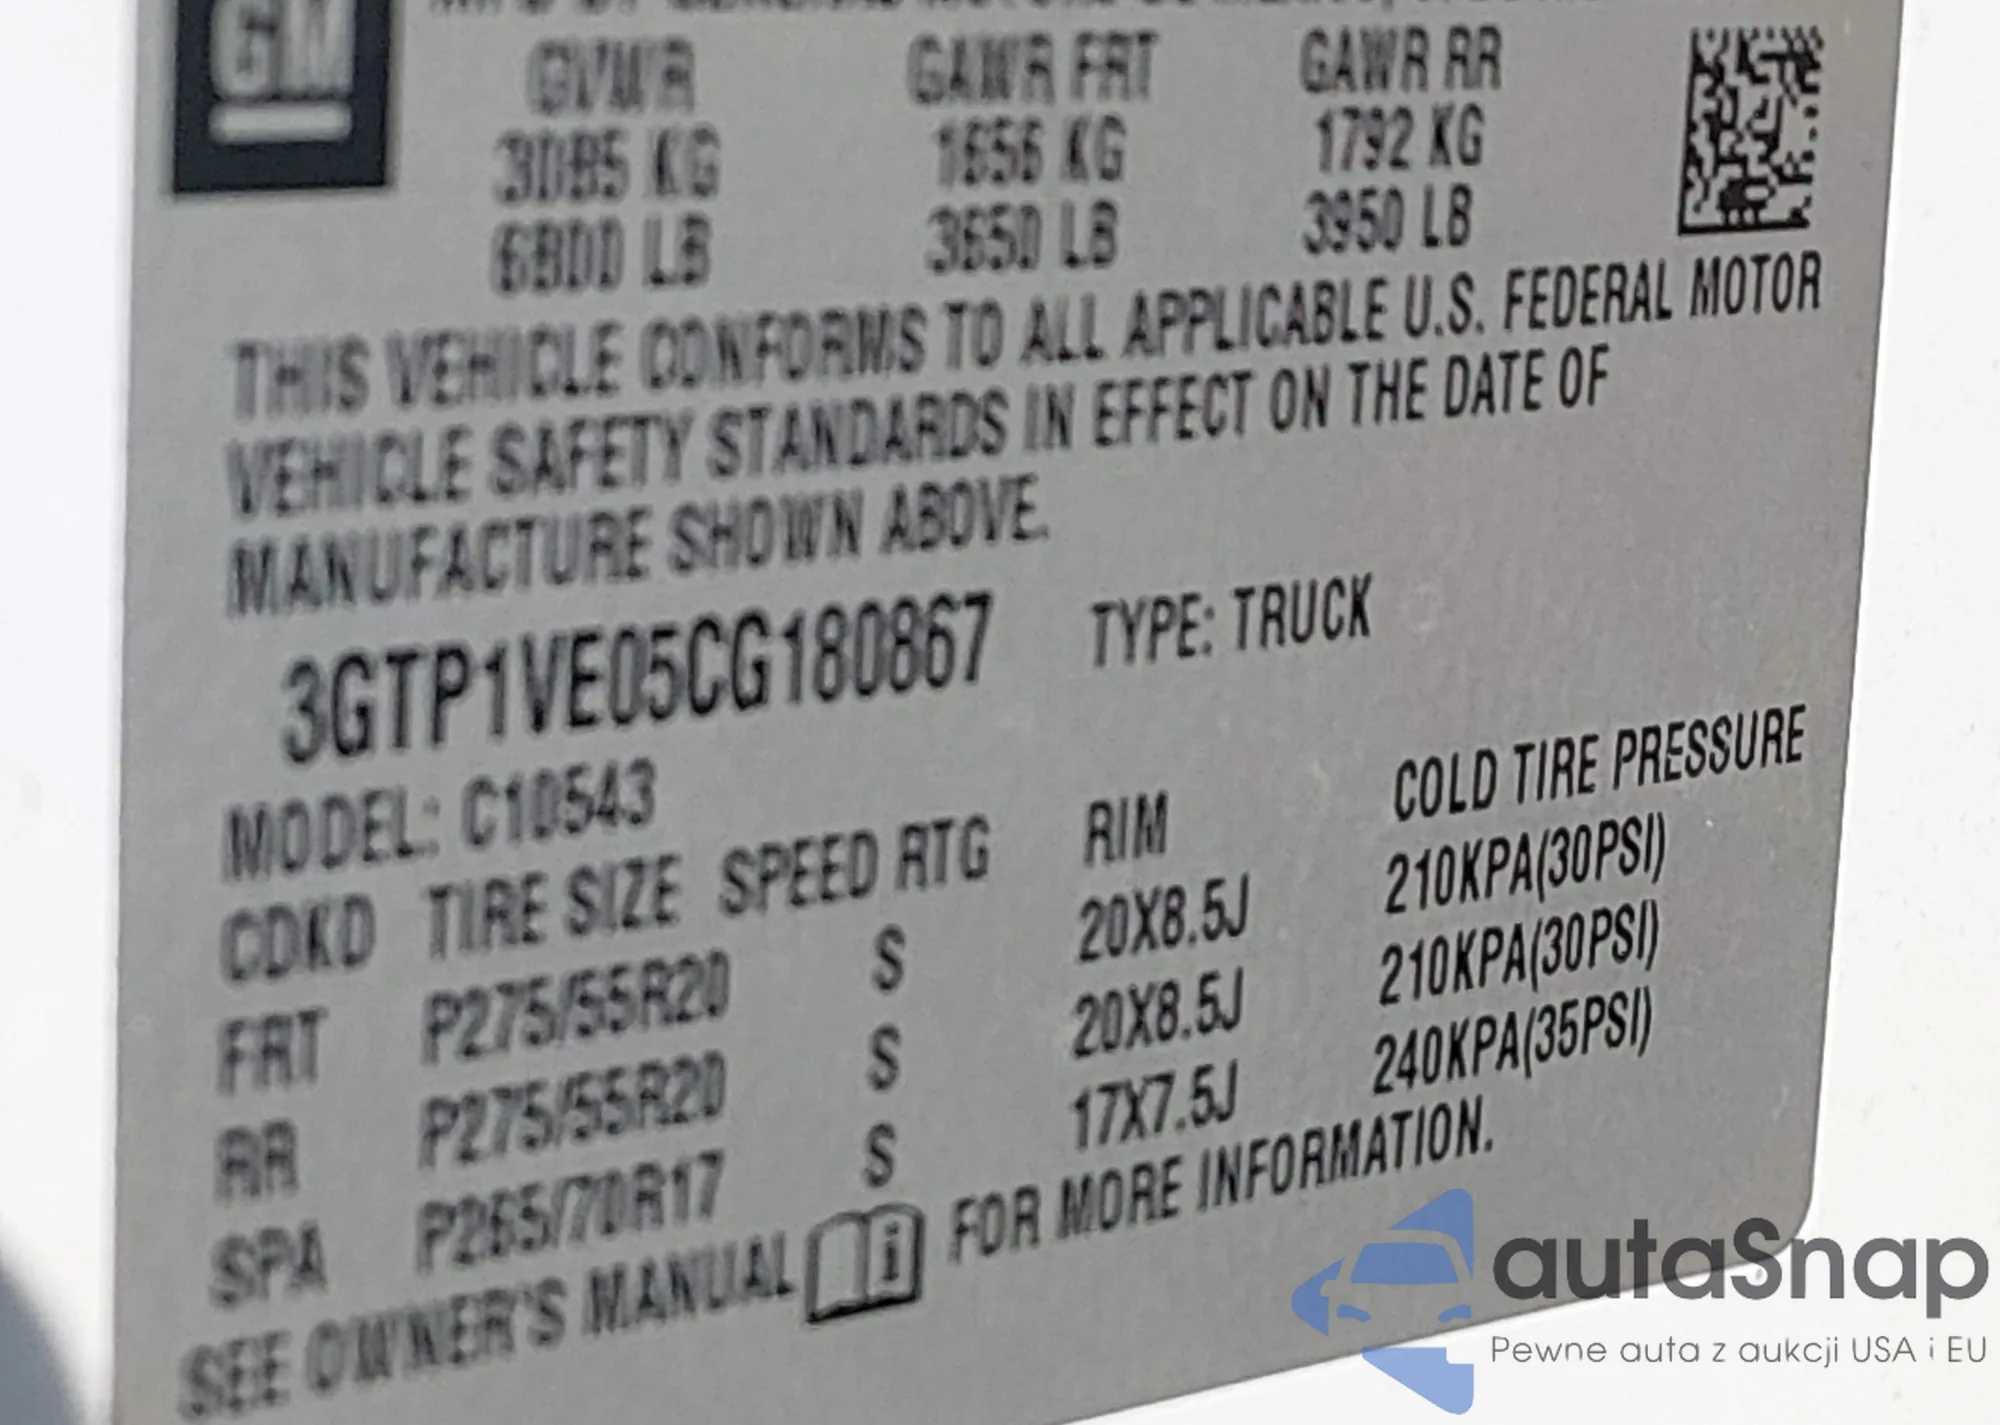 GM
GVWR GAWR FRT GAWR RR
3085 KG 1656 KG 1792 KG
6800 LB 3650 LB 3950 LB
THIS VEHICLE CONFORMS TO ALL APPLICABLE U.S. FEDERAL MOTOR
VEHICLE SAFETY STANDARDS IN EFFECT ON THE DATE OF
MANUFACTURE SHOWN ABOVE.
3GTP1VE05CG180867 TYPE: TRUCK
MODEL: C10543
CDKD TIRE SIZE SPEED RTG RIM COLD TIRE PRESSURE
FRT P275/55R20 S 20X8.5J 210KPA(30PSI)
RR P275/55R20 S 20X8.5J 210KPA(30PSI)
SPA P265/70R17 S 17X7.5J 240KPA(35PSI)
SEE OWNER'S MANUAL FOR MORE INFORMATION.
autaSnap
Pewne auta z aukcji USA i EU